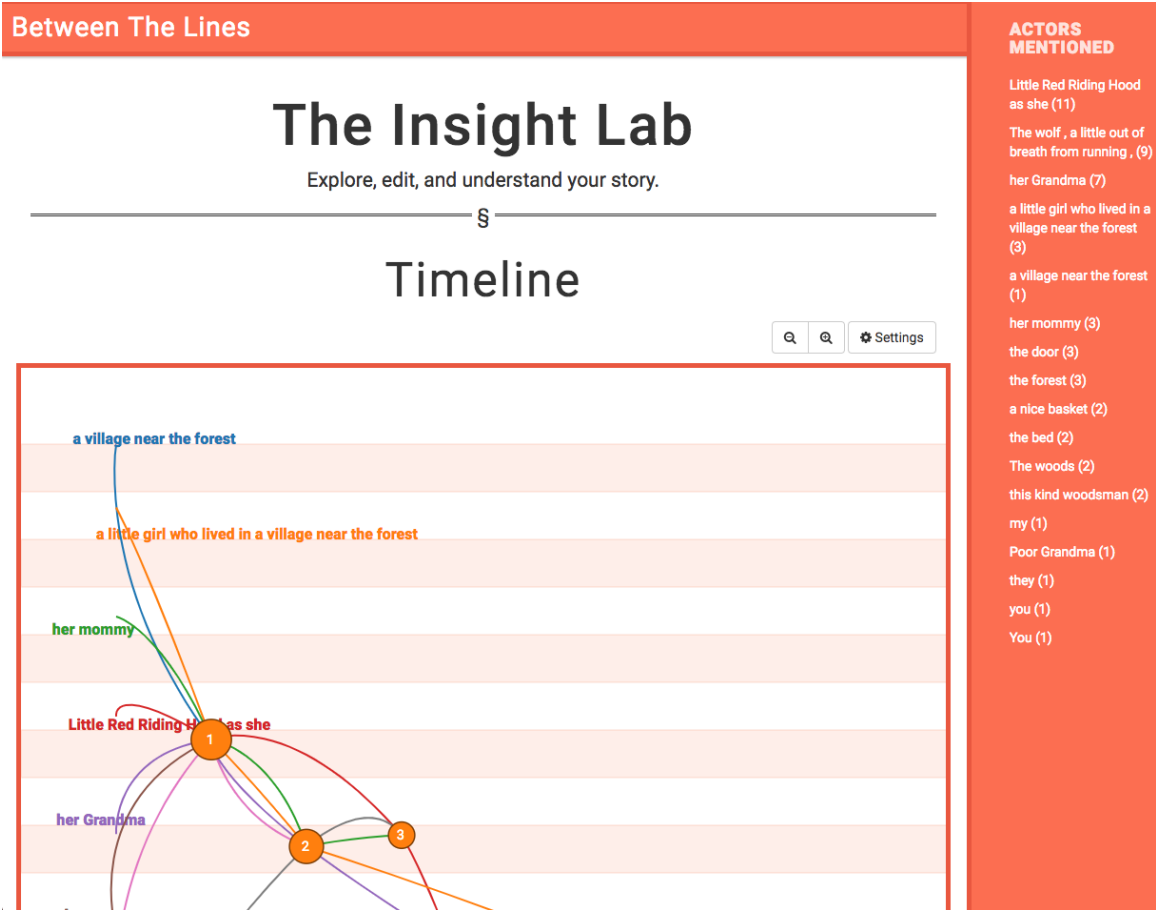 Between The Lines
The Insight Lab
Explore, edit, and understand your story.
§
Timeline
Settings
a village near the forest
a little girl who lived in a village near the forest
her mommy
Little Red Riding Hood as she
1
her Grandma
2
3
ACTORS
MENTIONED
Little Red Riding Hood
as she (11)
The wolf , a little out of
breath from running , (9)
her Grandma (7)
a little girl who lived in a
village near the forest
(3)
a village near the forest
(1)
her mommy (3)
the door (3)
the forest (3)
a nice basket (2)
the bed (2)
The woods (2)
this kind woodsman (2)
my (1)
Poor Grandma (1)
they (1)
you (1)
You (1)